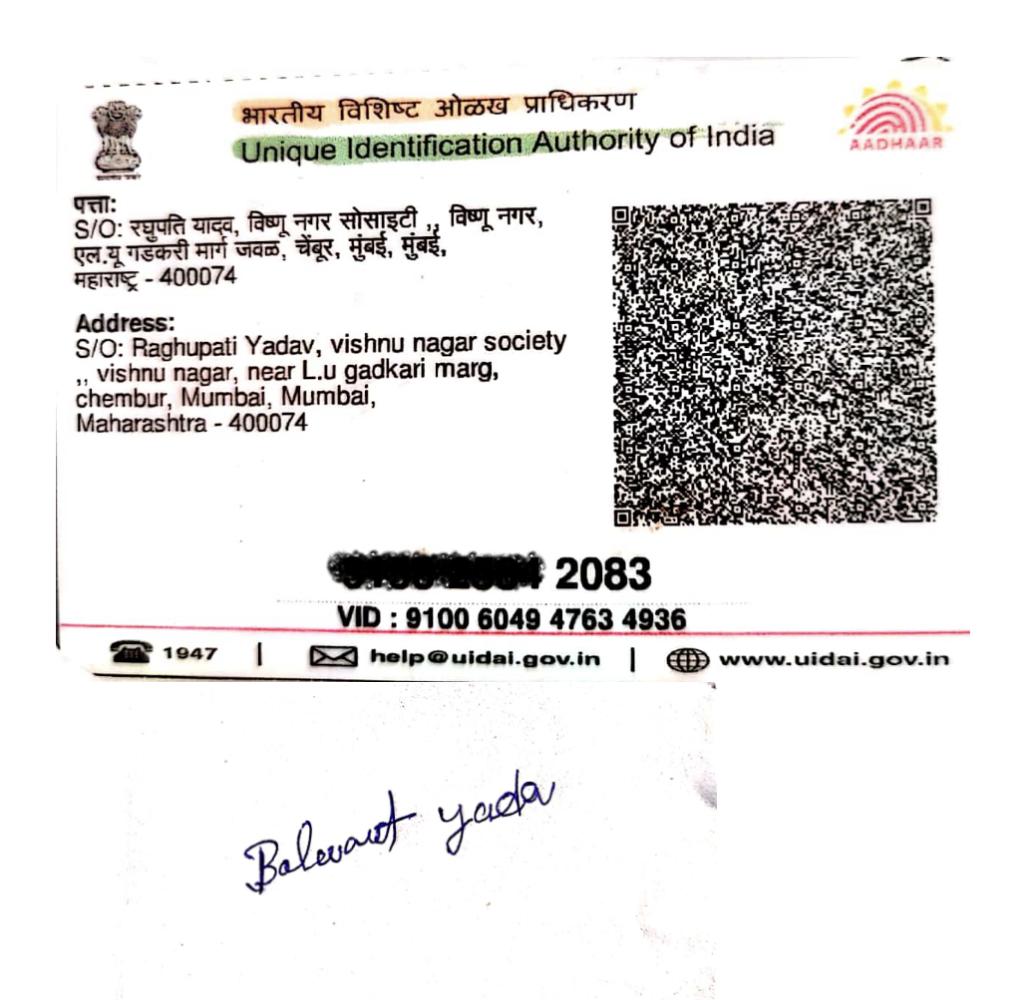 भारतीय विशिष्ट ओळख प्राधिकरण
Unique Identification Authority of India
AADHAAR
पत्ता:
S/O: रघुपति यादव, विष्णू नगर सोसाइटी ,, विष्णू नगर,
एल.यू गडकरी मार्ग जवळ, चेंबूर, मुंबई, मुंबई,
महाराष्ट्र - 400074
Address:
S/O: Raghupati Yadav, vishnu nagar society
,, vishnu nagar, near L.u gadkari marg,
chembur, Mumbai, Mumbai,
Maharashtra - 400074
2083
VID : 9100 6049 4763 4936
1947 | help@uidai.gov.in | www.uidai.gov.in
Balwant yada